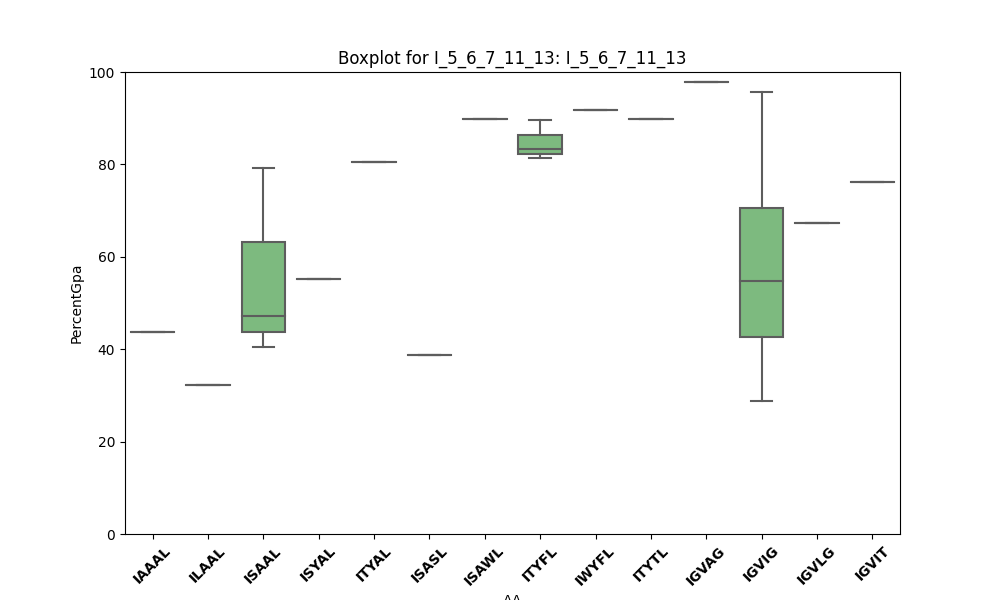 Boxplot for I_5_6_7_11_13: I_5_6_7_11_13
100
80
60
40
20
0
PercentGpa
IAAAL
ILAAL
ISAAL
ISYAL
ITYAL
ISASL
ISAWL
ITYFL
IWYFL
ITYTL
IGVAG
IGVIG
IGVLG
IGVIT
AA